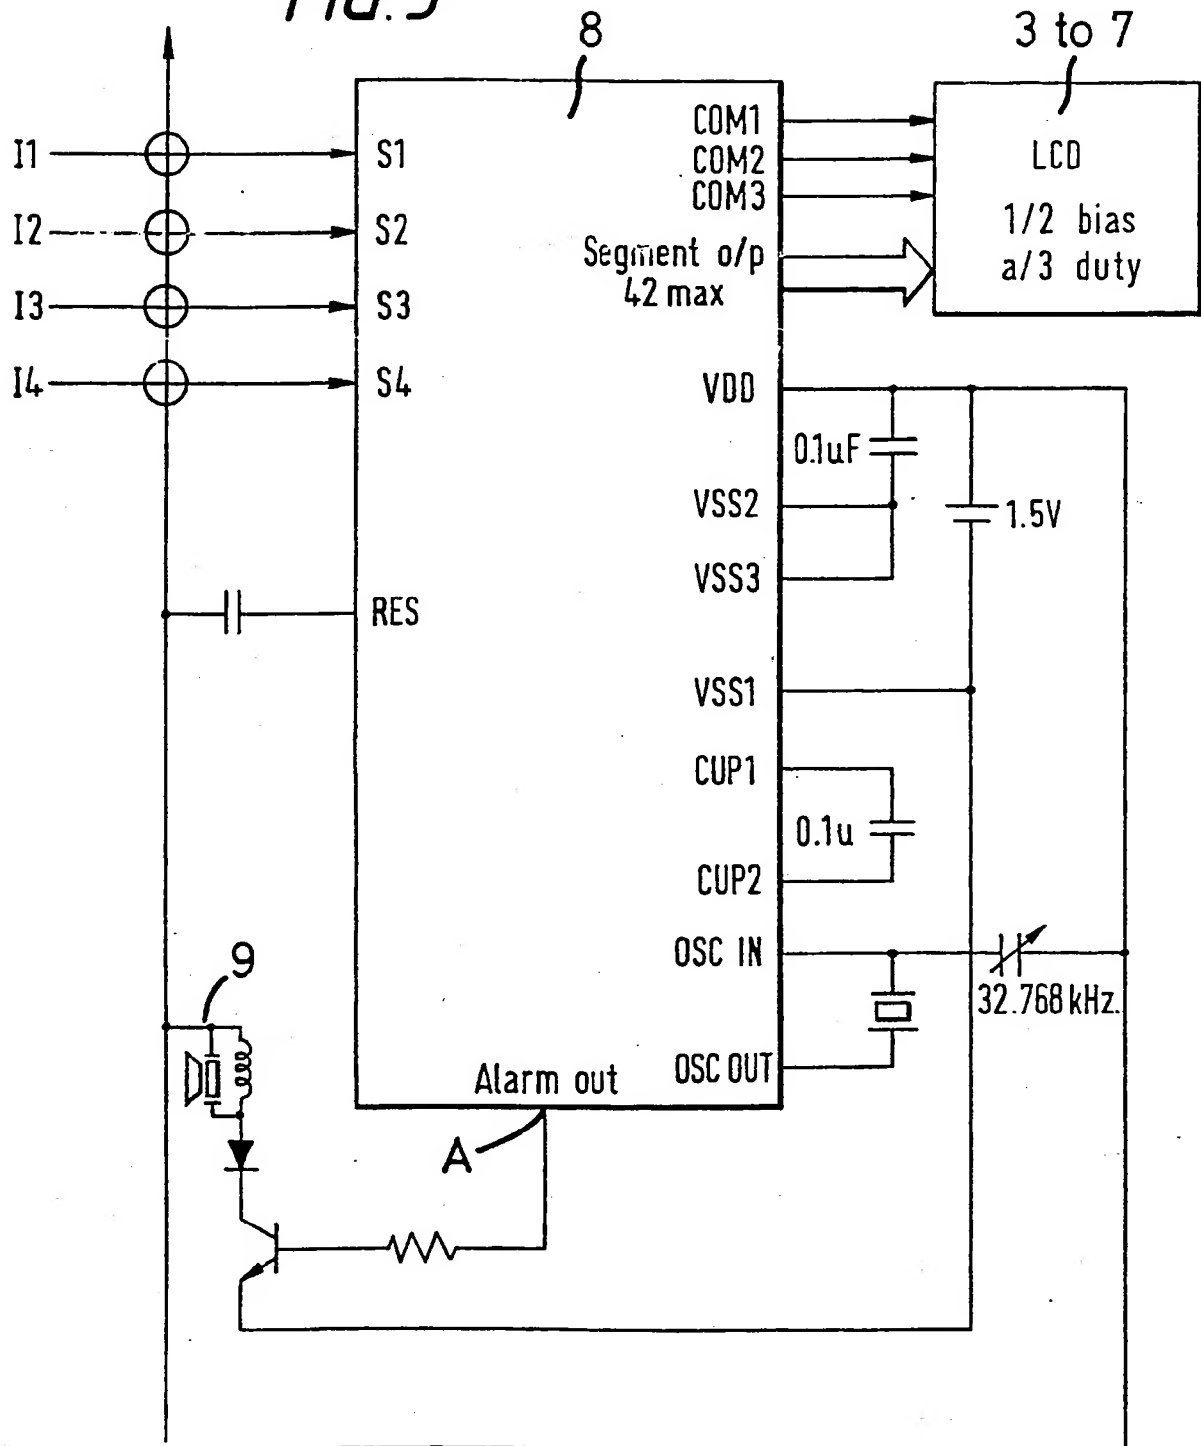 FIG.5
8
3 to 7
I1
S1
COM1
COM2
COM3
LCD
1/2 bias
a/3 duty
I2
S2
Segment o/p
42 max
I3
S3
I4
S4
VDD
0.1uF
VSS2
1.5V
VSS3
RES
VSS1
CUP1
0.1u
CUP2
OSC IN
32.768 kHz.
9
OSC OUT
Alarm out
A